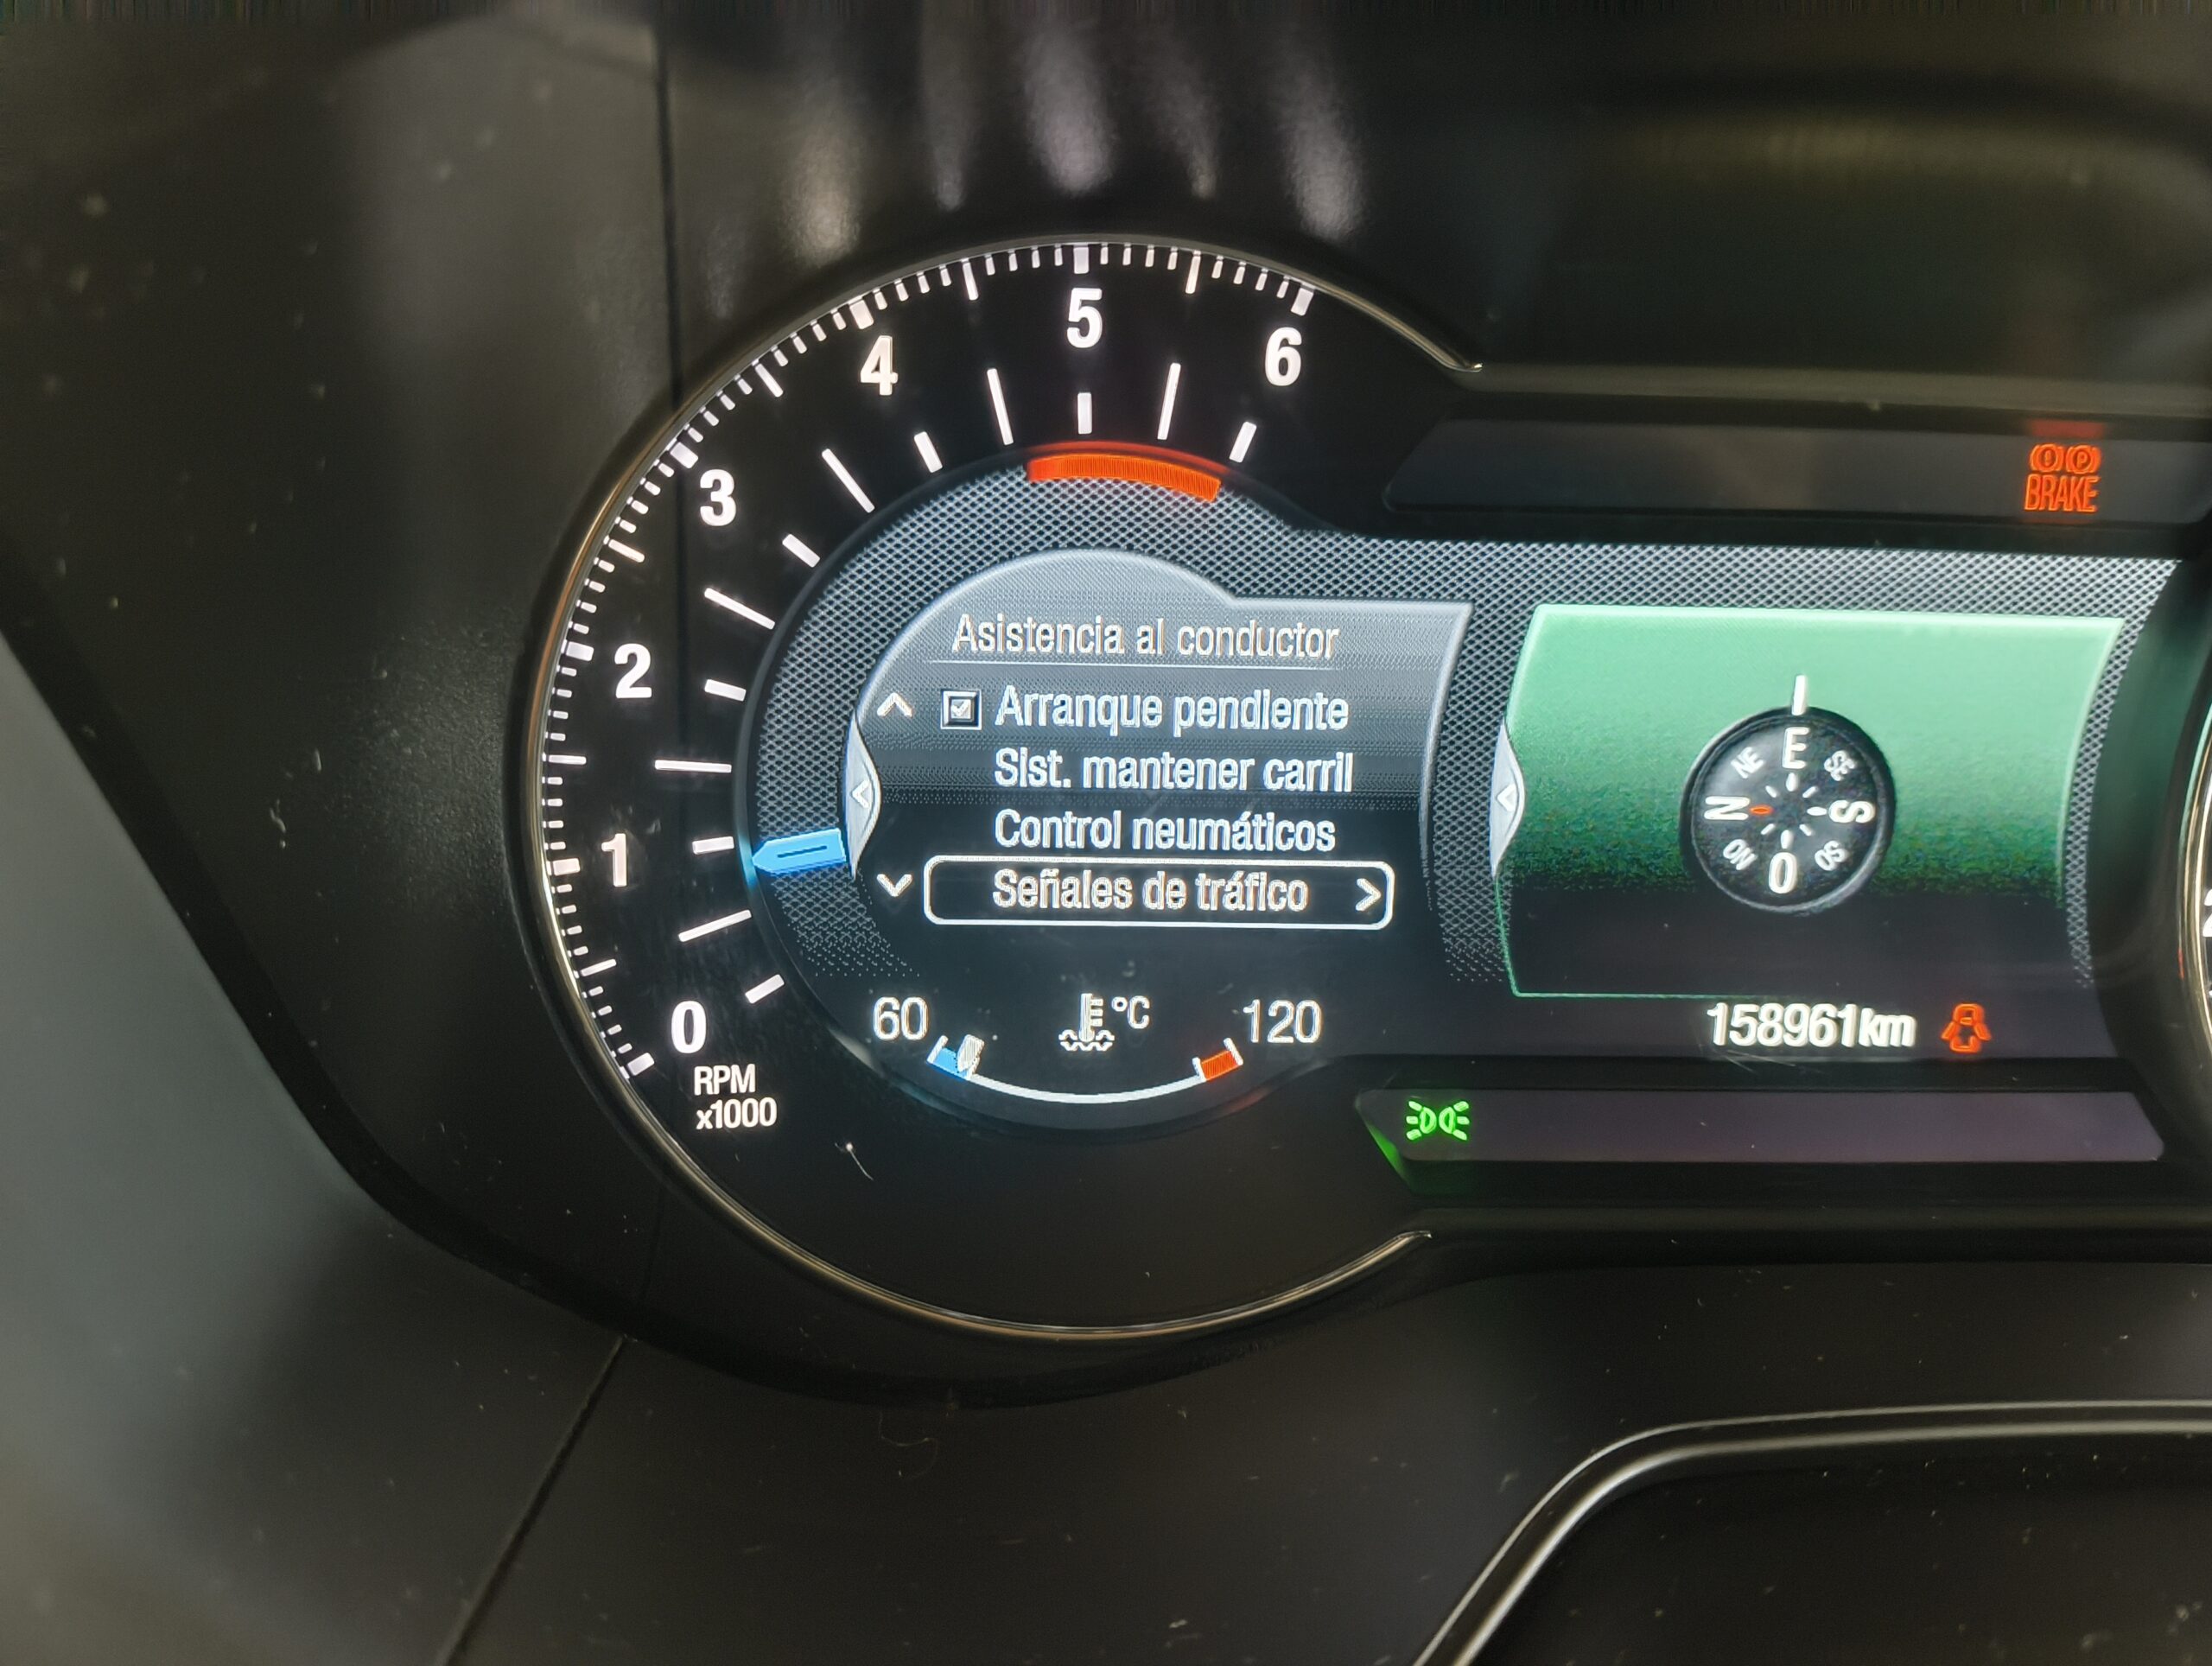 5
4
6
3
BRAKE
Asistencia al conductor
Arranque pendiente
2
Sist. mantener carril
Control neumáticos
1
Señales de tráfico
NE E SE
N S
NO O SO
0
60 °C 120
158961km
RPM
x1000